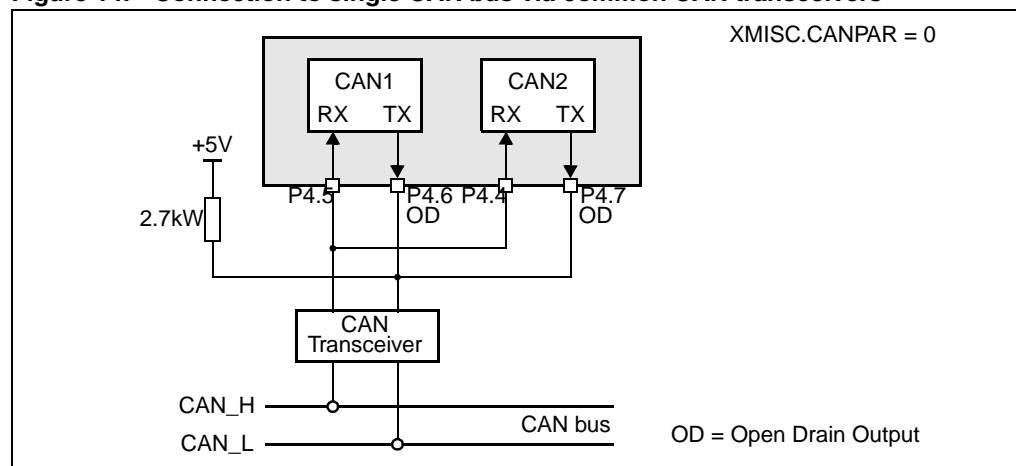 Figure 14. Connection to single CAN bus via common CAN transceivers
XMISC.CANPAR = 0
CAN1
CAN2
RX TX
RX TX
+5V
P4.5
P4.6
P4.4
P4.7
OD
OD
2.7kW
CAN
Transceiver
CAN_H
CAN bus
CAN_L
OD = Open Drain Output